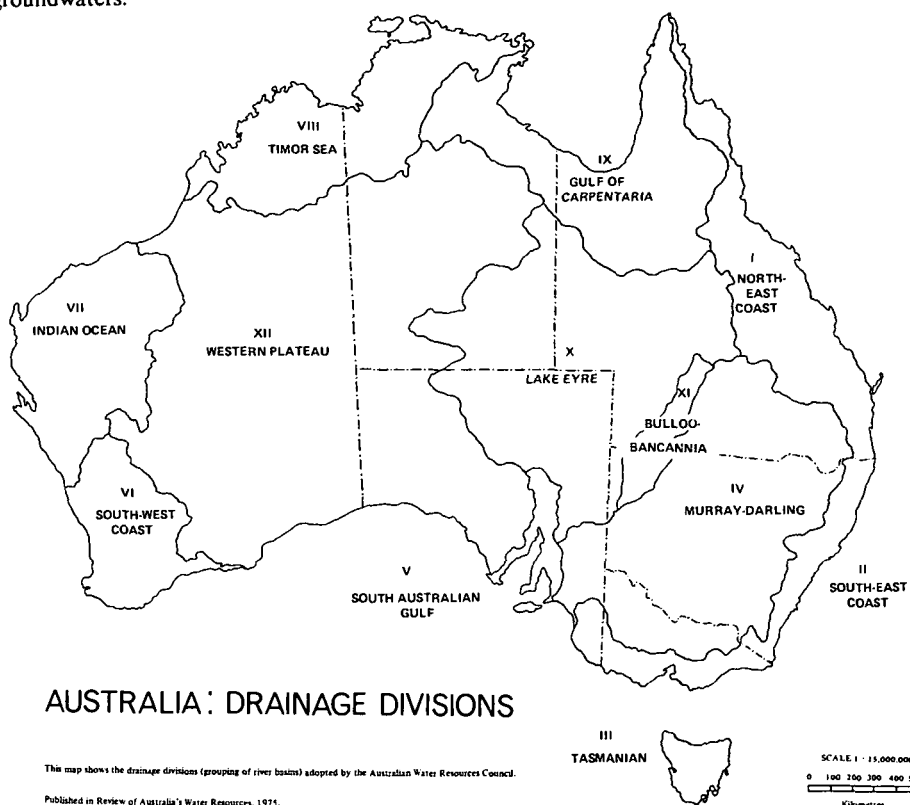 groundwaters.
VIII
TIMOR SEA
IX
GULF OF
CARPENTARIA
I
NORTH-
EAST
COAST
VII
INDIAN OCEAN
XII
WESTERN PLATEAU
X
LAKE EYRE
XI
BULLOO-
BANCANNIA
VI
SOUTH-WEST
COAST
IV
MURRAY-DARLING
V
SOUTH AUSTRALIAN
GULF
II
SOUTH-EAST
COAST
AUSTRALIA: DRAINAGE DIVISIONS
III
TASMANIAN
This map shows the drainage divisions (grouping of river basins) adopted by the Australian Water Resources Council.
Published in Review of Australia's Water Resources, 1975.
SCALE 1 : 15,000,000
0 100 200 300 400
Kilometres